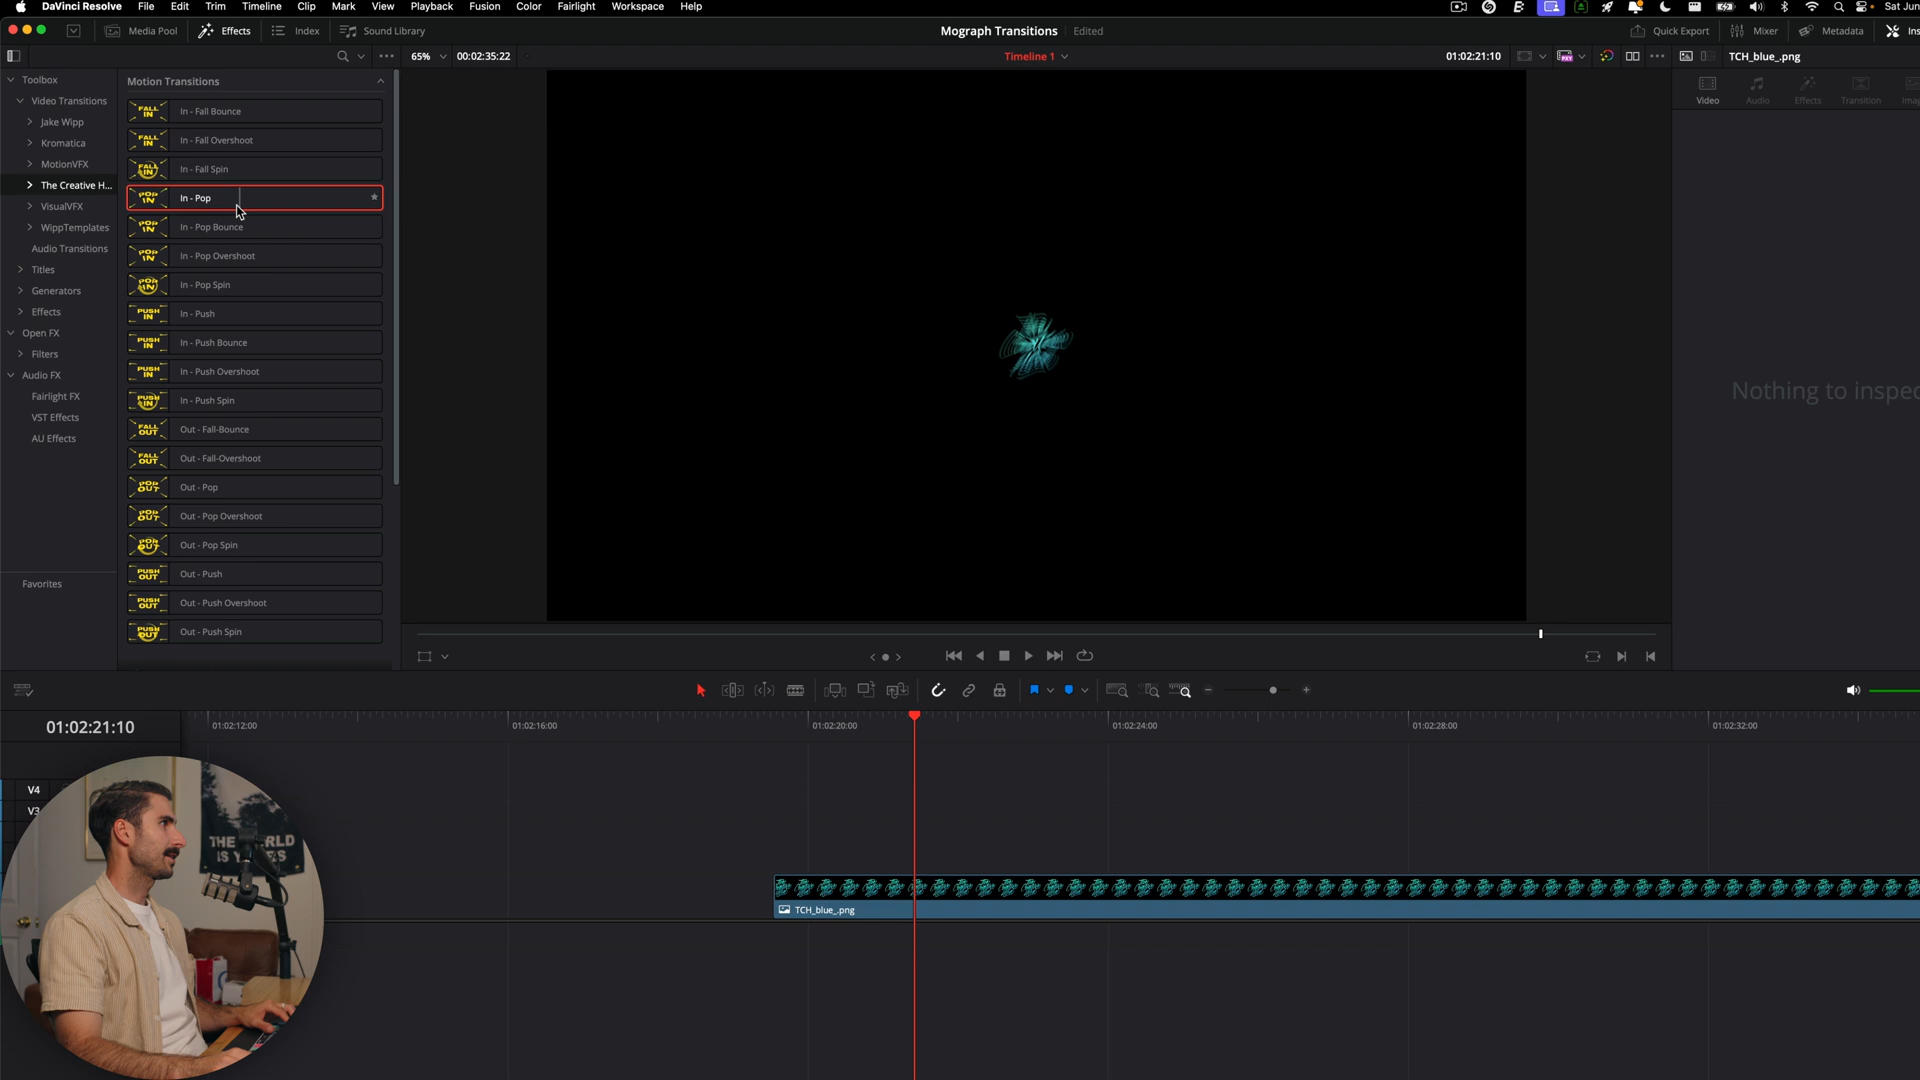 DaVinci Resolve File Edit Trim Timeline Clip Mark View Playback Fusion Color Fairlight Workspace Help Sat Jun
Media Pool Effects Index Sound Library Mograph Transitions Edited Quick Export Mixer Metadata Ins
65% 00:02:35:22 Timeline 1 01:02:21:10 TCH_blue_.png
Video Audio Effects Transition Imag
Nothing to inspec
Toolbox
Video Transitions
Jake Wipp
Kromatica
MotionVFX
The Creative H...
VisualVFX
WippTemplates
Audio Transitions
Titles
Generators
Effects
Open FX
Filters
Audio FX
Fairlight FX
VST Effects
AU Effects
Favorites
Motion Transitions
FALL IN In - Fall Bounce
FALL IN In - Fall Overshoot
FALL IN In - Fall Spin
POP IN In - Pop
POP IN In - Pop Bounce
POP IN In - Pop Overshoot
POP IN In - Pop Spin
PUSH IN In - Push
PUSH IN In - Push Bounce
PUSH IN In - Push Overshoot
PUSH IN In - Push Spin
FALL OUT Out - Fall-Bounce
FALL OUT Out - Fall-Overshoot
POP OUT Out - Pop
POP OUT Out - Pop Overshoot
POP OUT Out - Pop Spin
PUSH OUT Out - Push
PUSH OUT Out - Push Overshoot
PUSH OUT Out - Push Spin
01:02:21:10 01:02:12:00 01:02:16:00 01:02:20:00 01:02:24:00 01:02:28:00 01:02:32:00
V4
V3
TCH_blue_.png
THE WORLD
IS Y